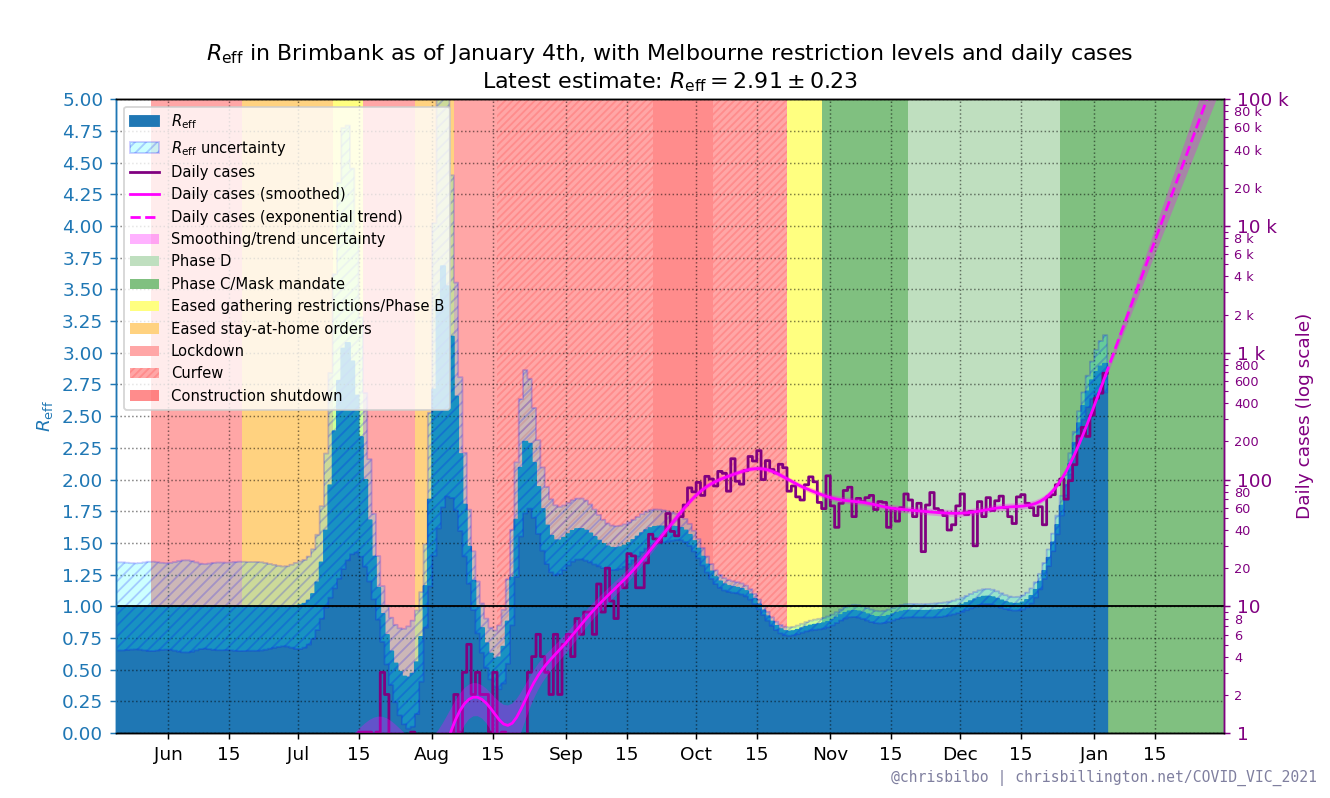 R_eff in Brimbank as of January 4th, with Melbourne restriction levels and daily cases
Latest estimate: R_eff = 2.91 ± 0.23
5.00
4.75
4.50
4.25
4.00
3.75
3.50
3.25
3.00
2.75
2.50
2.25
2.00
1.75
1.50
1.25
1.00
0.75
0.50
0.25
0.00
R_eff
R_eff
R_eff uncertainty
Daily cases
Daily cases (smoothed)
Daily cases (exponential trend)
Smoothing/trend uncertainty
Phase D
Phase C/Mask mandate
Eased gathering restrictions/Phase B
Eased stay-at-home orders
Lockdown
Curfew
Construction shutdown
100 k
80 k
60 k
40 k
20 k
10 k
8 k
6 k
4 k
2 k
1 k
800
600
400
200
100
80
60
40
20
10
8
6
4
2
1
Daily cases (log scale)
Jun 15 Jul 15 Aug 15 Sep 15 Oct 15 Nov 15 Dec 15 Jan 15
@chrisbilbo | chrisbillington.net/COVID_VIC_2021